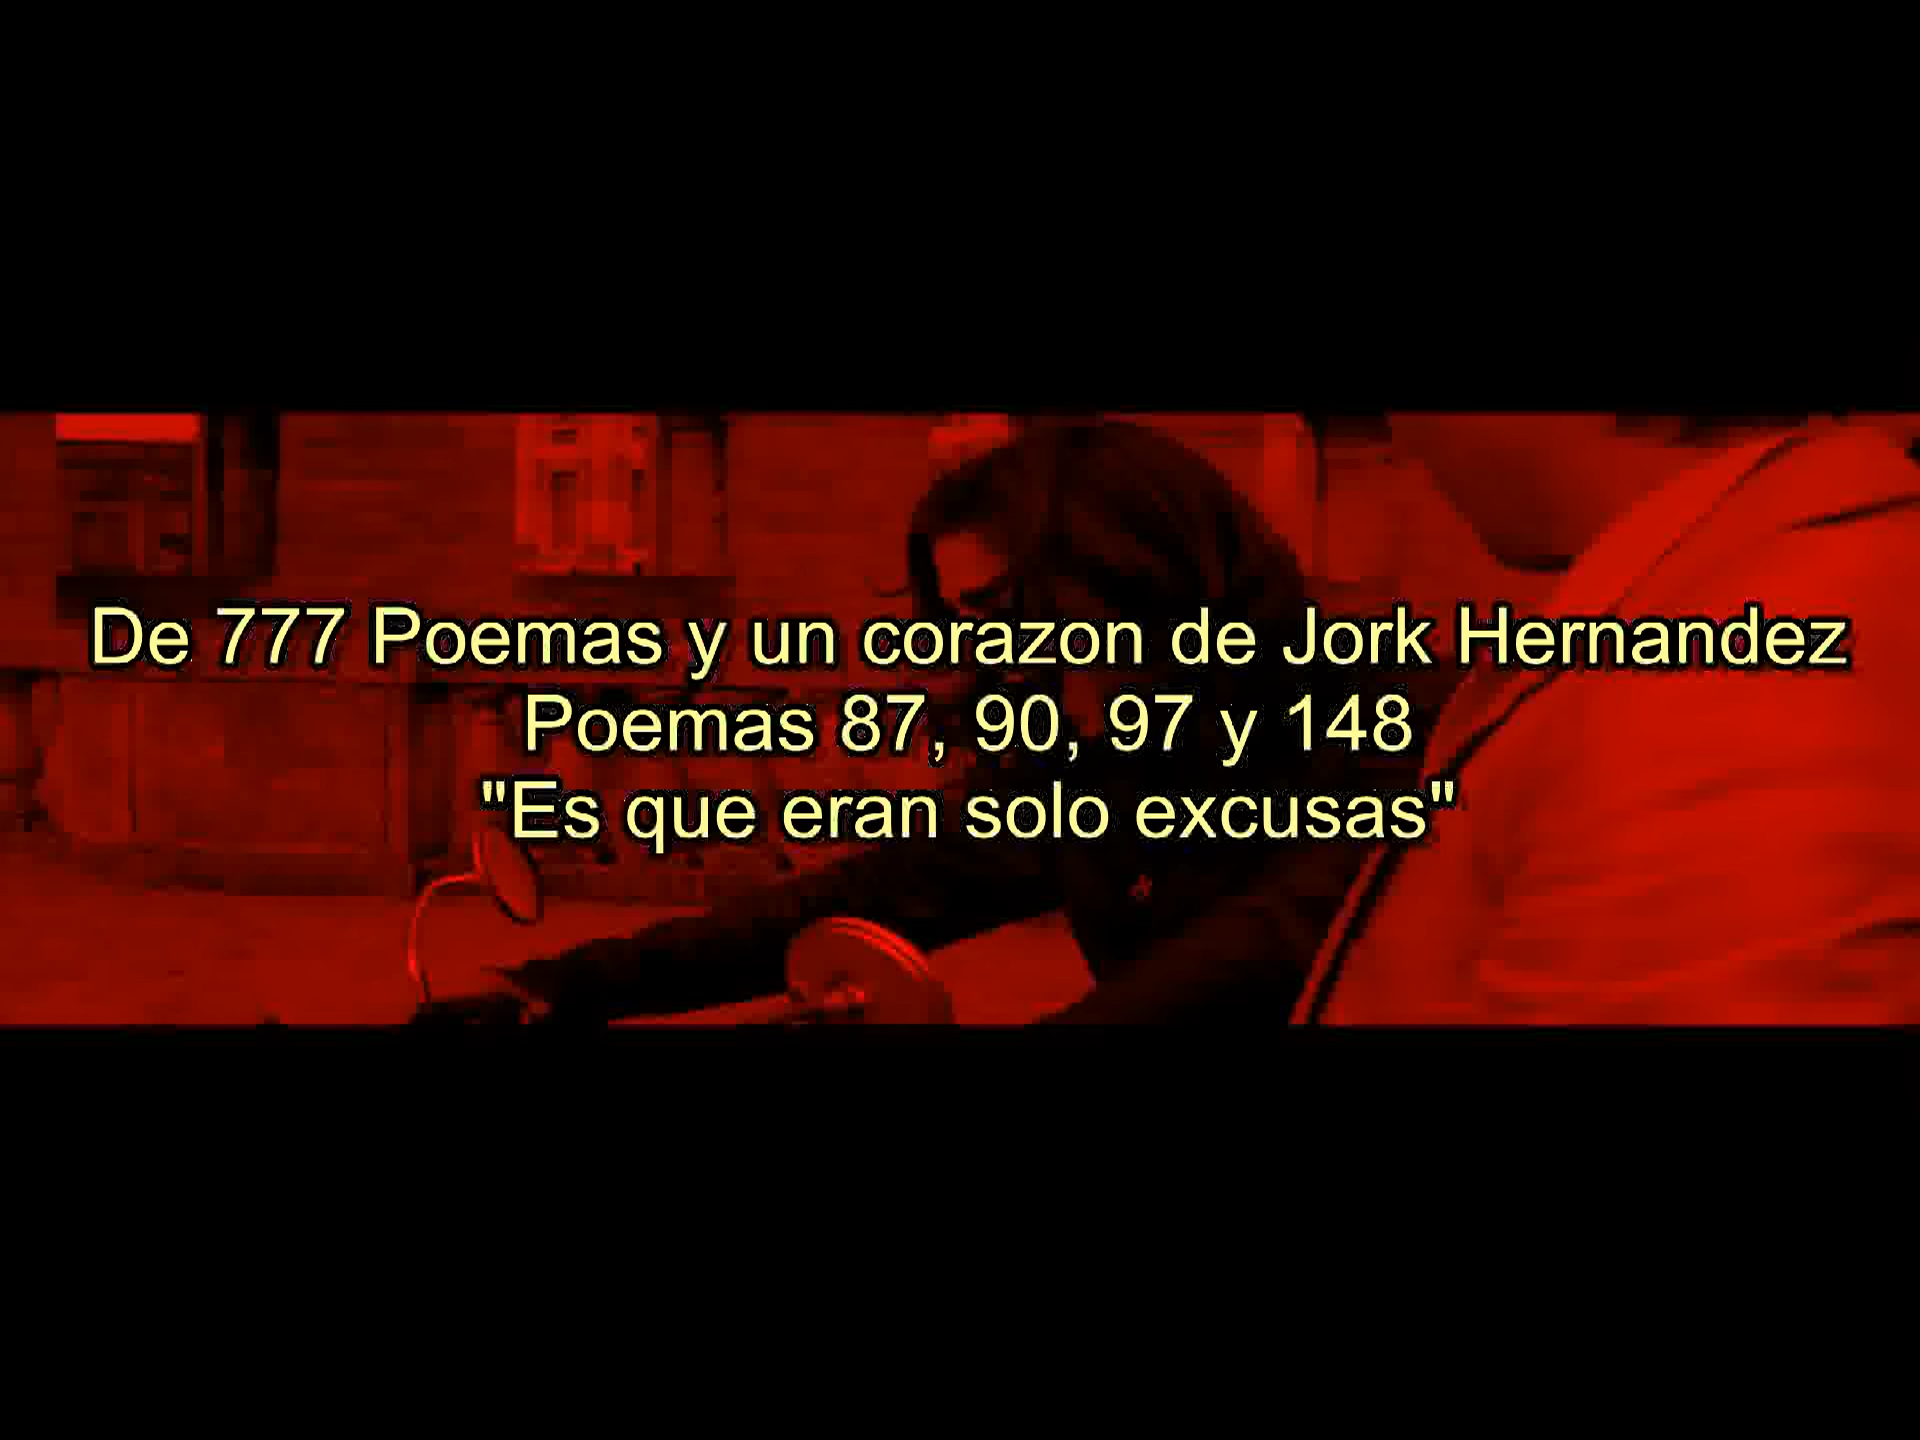 De 777 Poemas y un corazon de Jork Hernandez
Poemas 87, 90, 97 y 148
"Es que eran solo excusas"